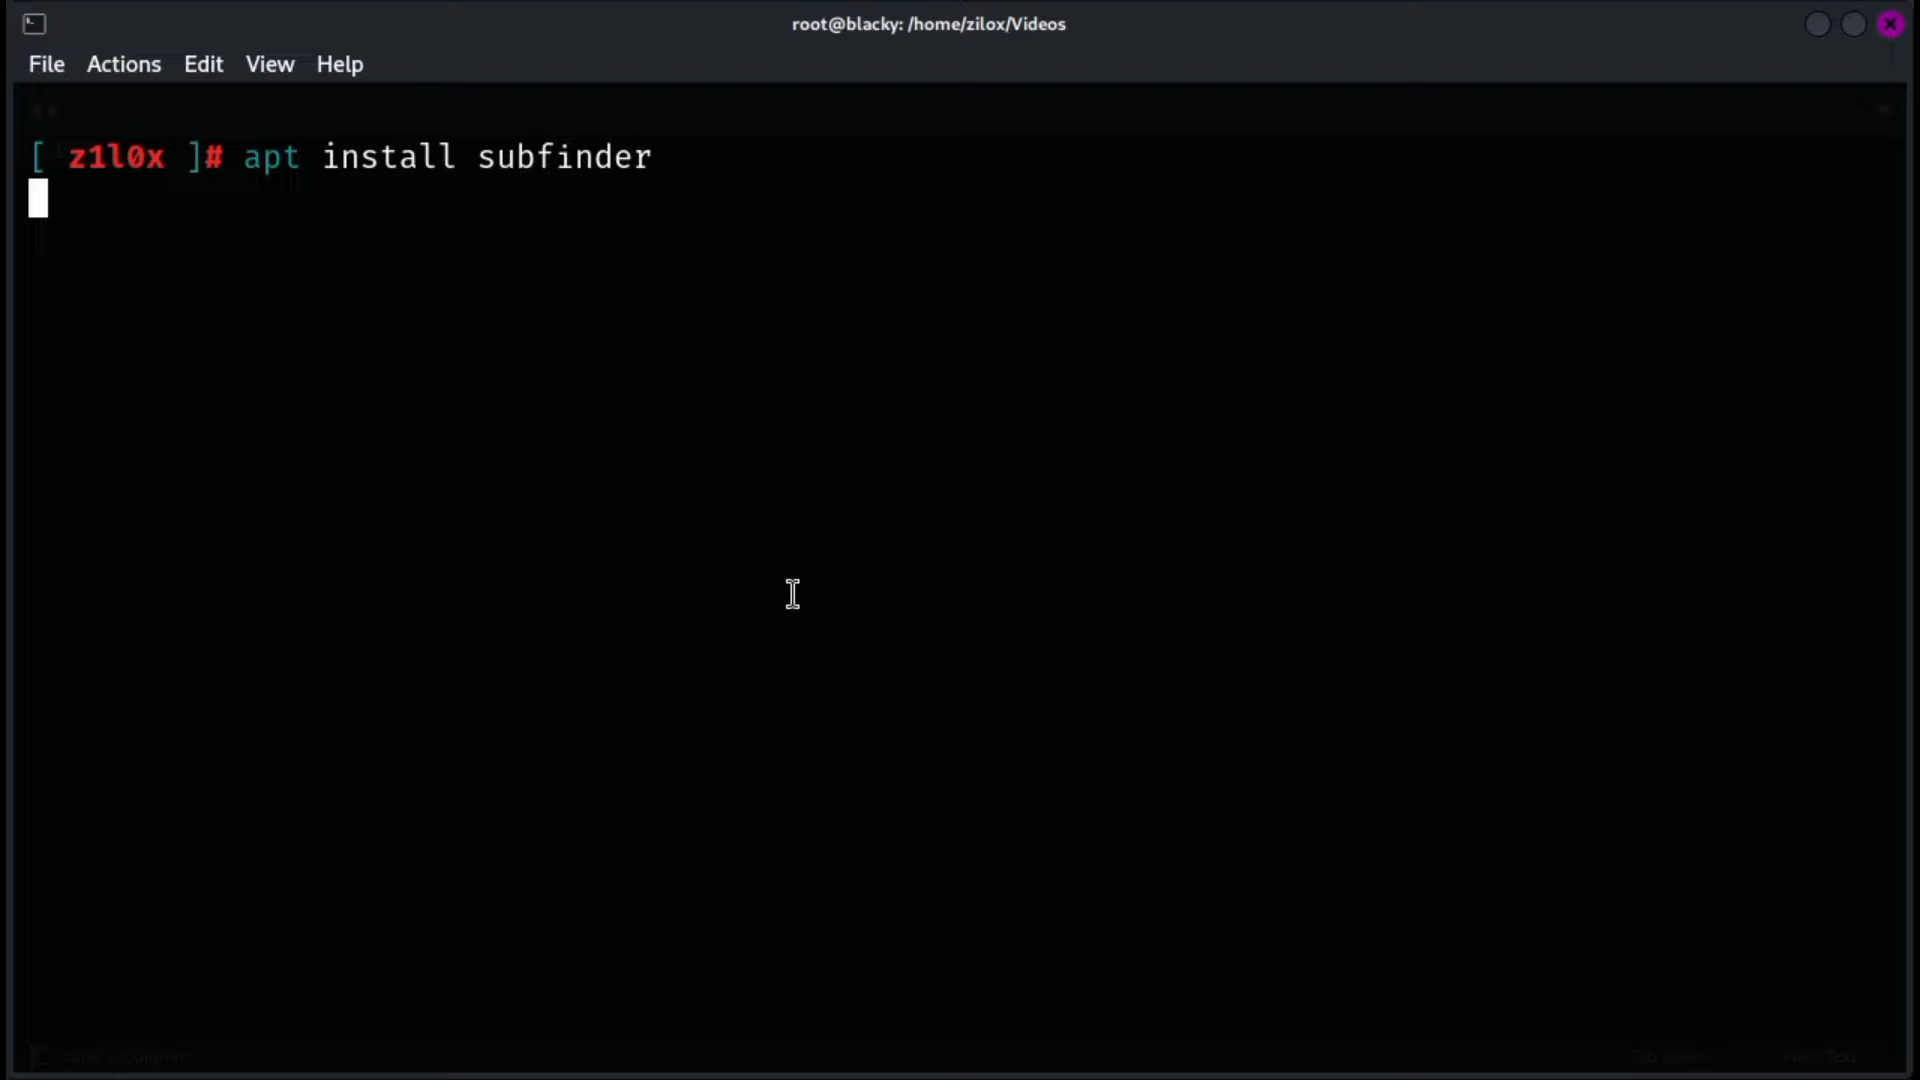 root@blacky: /home/zilox/Videos
File Actions Edit View Help
[ z1l0x ]# apt install subfinder